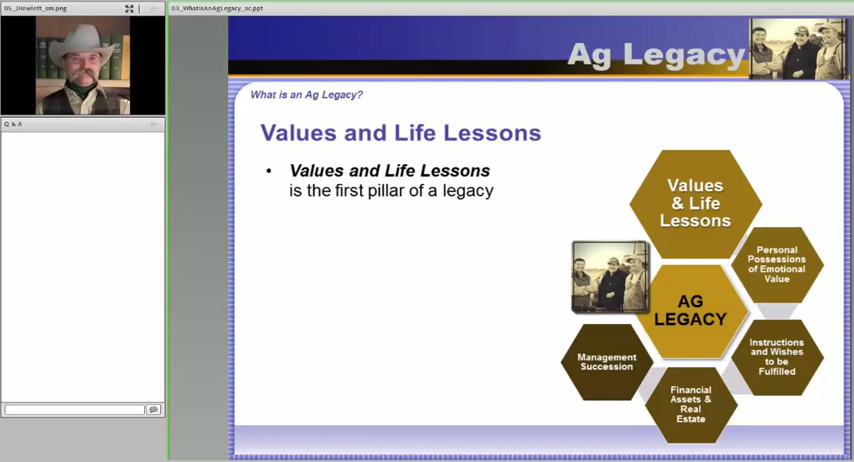 05_JHewlett_sm.png
03_WhatIsAnAgLegacy_oc.ppt
Q & A
Ag Legacy
What is an Ag Legacy?
Values and Life Lessons
• Values and Life Lessons
is the first pillar of a legacy
Values
& Life
Lessons
Personal
Possessions
of Emotional
Value
AG
LEGACY
Instructions
and Wishes
to be
Fulfilled
Management
Succession
Financial
Assets &
Real
Estate